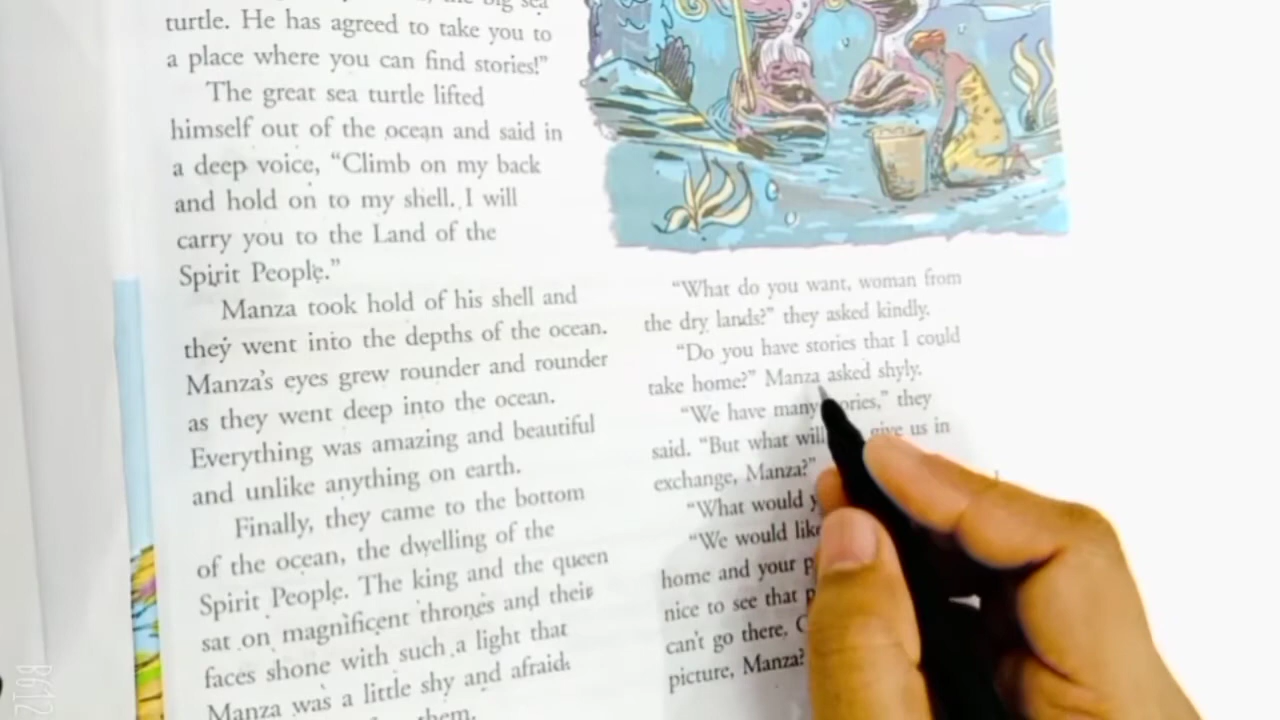 the big sea
turtle. He has agreed to take you to
a place where you can find stories!”
The great sea turtle lifted
himself out of the ocean and said in
a deep voice, “Climb on my back
and hold on to my shell. I will
carry you to the Land of the
Spirit People.”
Manza took hold of his shell and
they went into the depths of the ocean.
Manza’s eyes grew rounder and rounder
as they went deep into the ocean.
Everything was amazing and beautiful
and unlike anything on earth.
Finally, they came to the bottom
of the ocean, the dwelling of the
Spirit People. The king and the queen
sat on magnificent thrones and their
faces shone with such a light that
Manza was a little shy and afraid
them.
“What do you want, woman from
the dry lands?” they asked kindly.
“Do you have stories that I could
take home?” Manza asked shyly.
“We have many ories,” they
said. “But what will give us in
exchange, Manza?”
“What would
“We would like
home and your
nice to see that
can’t go there.
picture, Manza?
B612